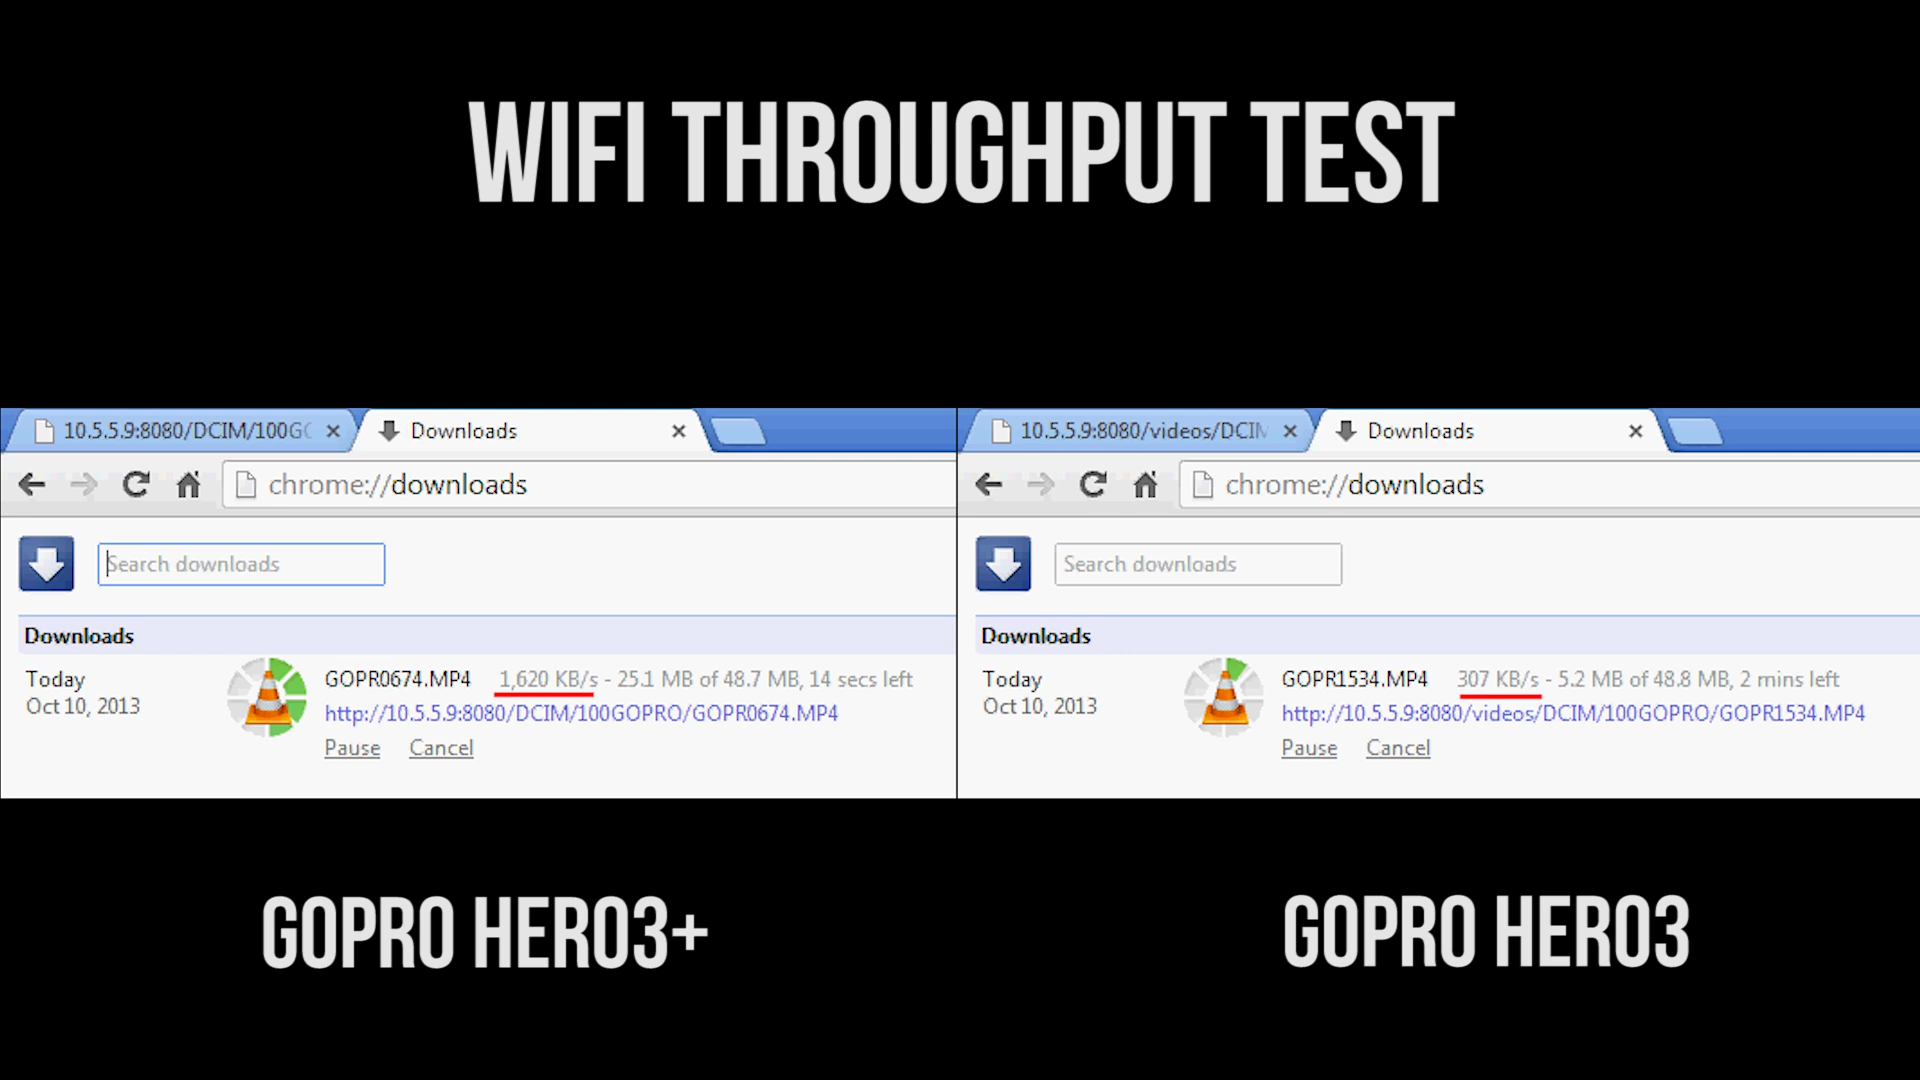 WIFI THROUGHPUT TEST
10.5.5.9:8080/DCIM/100GO
Downloads
chrome://downloads
Search downloads
Downloads
Today
Oct 10, 2013
GOPR0674.MP4 1,620 KB/s - 25.1 MB of 48.7 MB, 14 secs left
http://10.5.5.9:8080/DCIM/100GOPRO/GOPR0674.MP4
Pause Cancel
10.5.5.9:8080/videos/DCIM
Downloads
chrome://downloads
Search downloads
Downloads
Today
Oct 10, 2013
GOPR1534.MP4 307 KB/s - 5.2 MB of 48.8 MB, 2 mins left
http://10.5.5.9:8080/videos/DCIM/100GOPRO/GOPR1534.MP4
Pause Cancel
GOPRO HERO3+
GOPRO HERO3